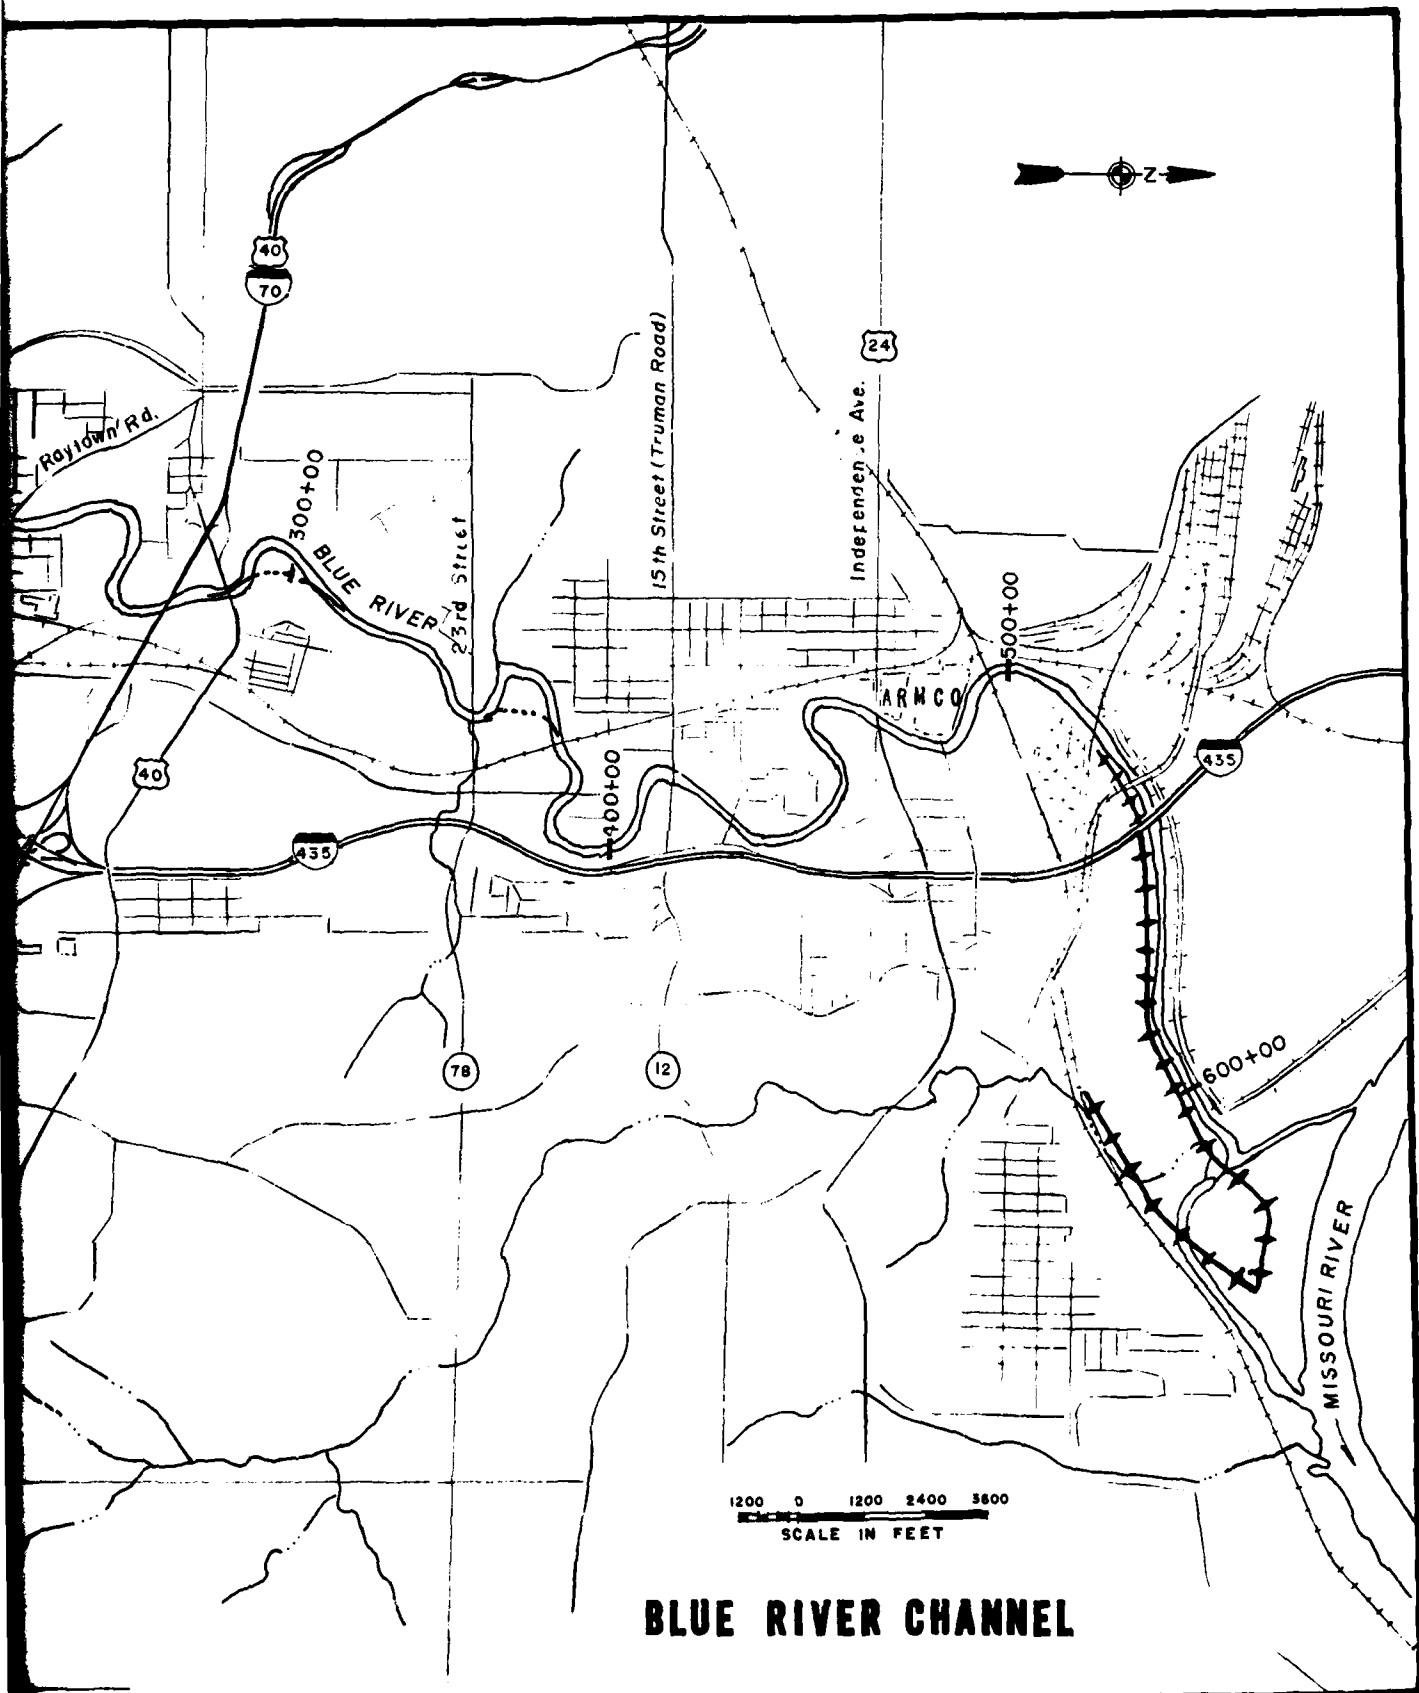 Z
40
70
24
Raytown Rd.
300+00
BLUE RIVER
23rd Street
15th Street (Truman Road)
Independen e Ave.
500+00
ARMCO
40
435
400+00
435
78
12
600+00
MISSOURI RIVER
1200 0 1200 2400 3600
SCALE IN FEET
BLUE RIVER CHANNEL